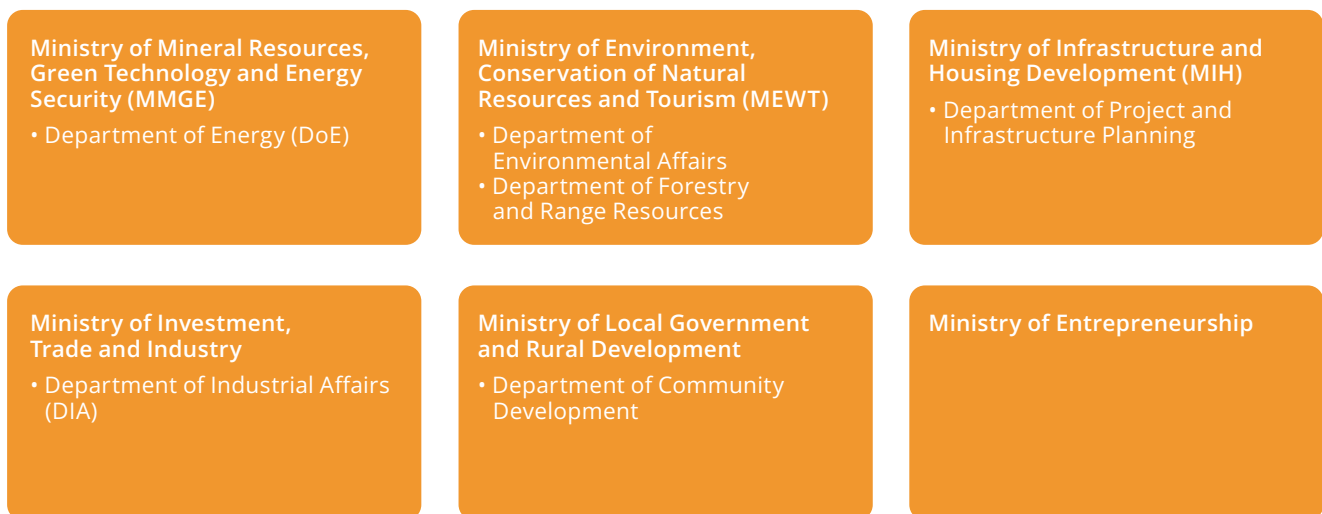 Ministry of Mineral Resources,
Green Technology and Energy
Security (MMGE)
• Department of Energy (DoE)
Ministry of Environment,
Conservation of Natural
Resources and Tourism (MEWT)
• Department of
Environmental Affairs
• Department of Forestry
and Range Resources
Ministry of Infrastructure and
Housing Development (MIH)
• Department of Project and
Infrastructure Planning
Ministry of Investment,
Trade and Industry
• Department of Industrial Affairs
(DIA)
Ministry of Local Government
and Rural Development
• Department of Community
Development
Ministry of Entrepreneurship